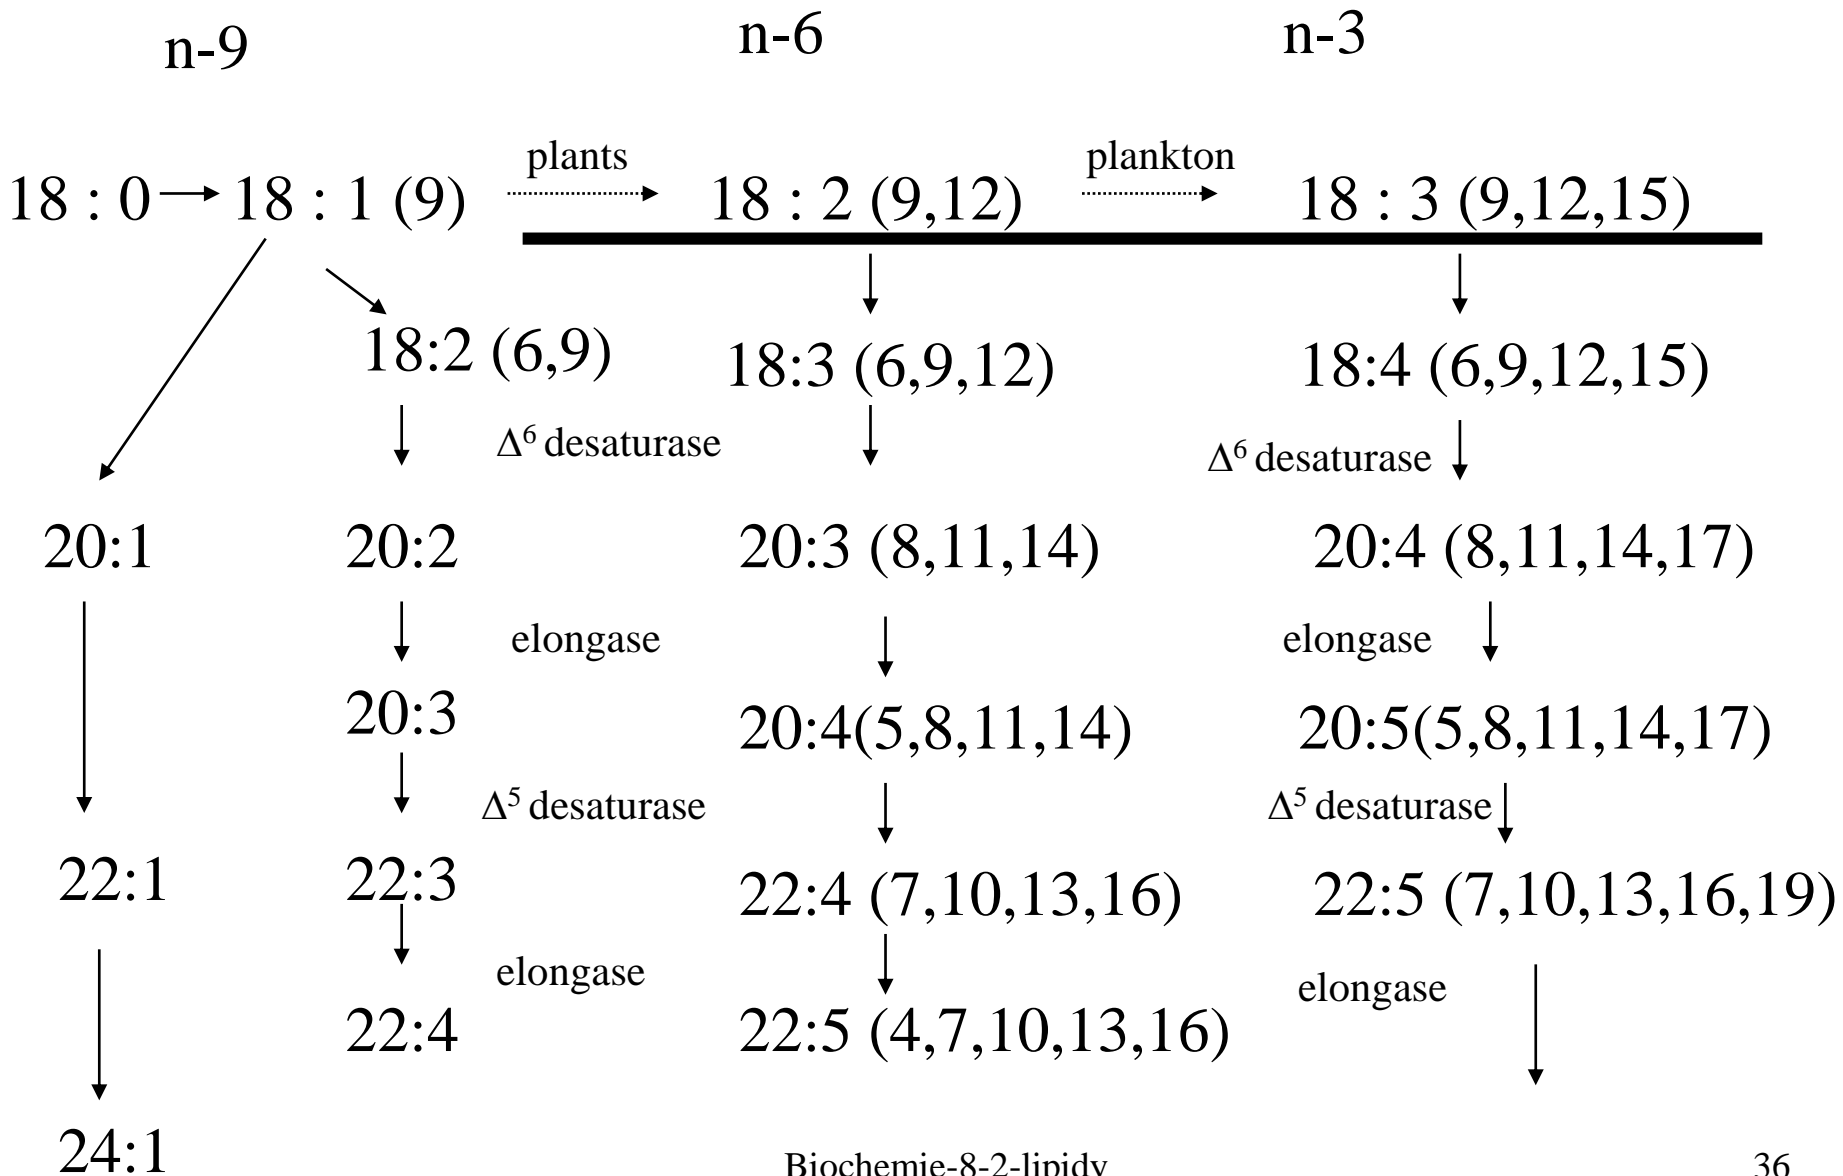 n-9 n-6 n-3
plants plankton
18 : 0 18 : 1 (9) 18 : 2 (9,12) 18 : 3 (9,12,15)
18:2 (6,9) 18:3 (6,9,12) 18:4 (6,9,12,15)
Δ6 desaturase Δ6 desaturase
20:1 20:2 20:3 (8,11,14) 20:4 (8,11,14,17)
elongase elongase
20:3 20:4(5,8,11,14) 20:5(5,8,11,14,17)
Δ5 desaturase Δ5 desaturase
22:1 22:3 22:4 (7,10,13,16) 22:5 (7,10,13,16,19)
elongase elongase
22:4 22:5 (4,7,10,13,16)
24:1
Biochemie-8-2-lipidy 36